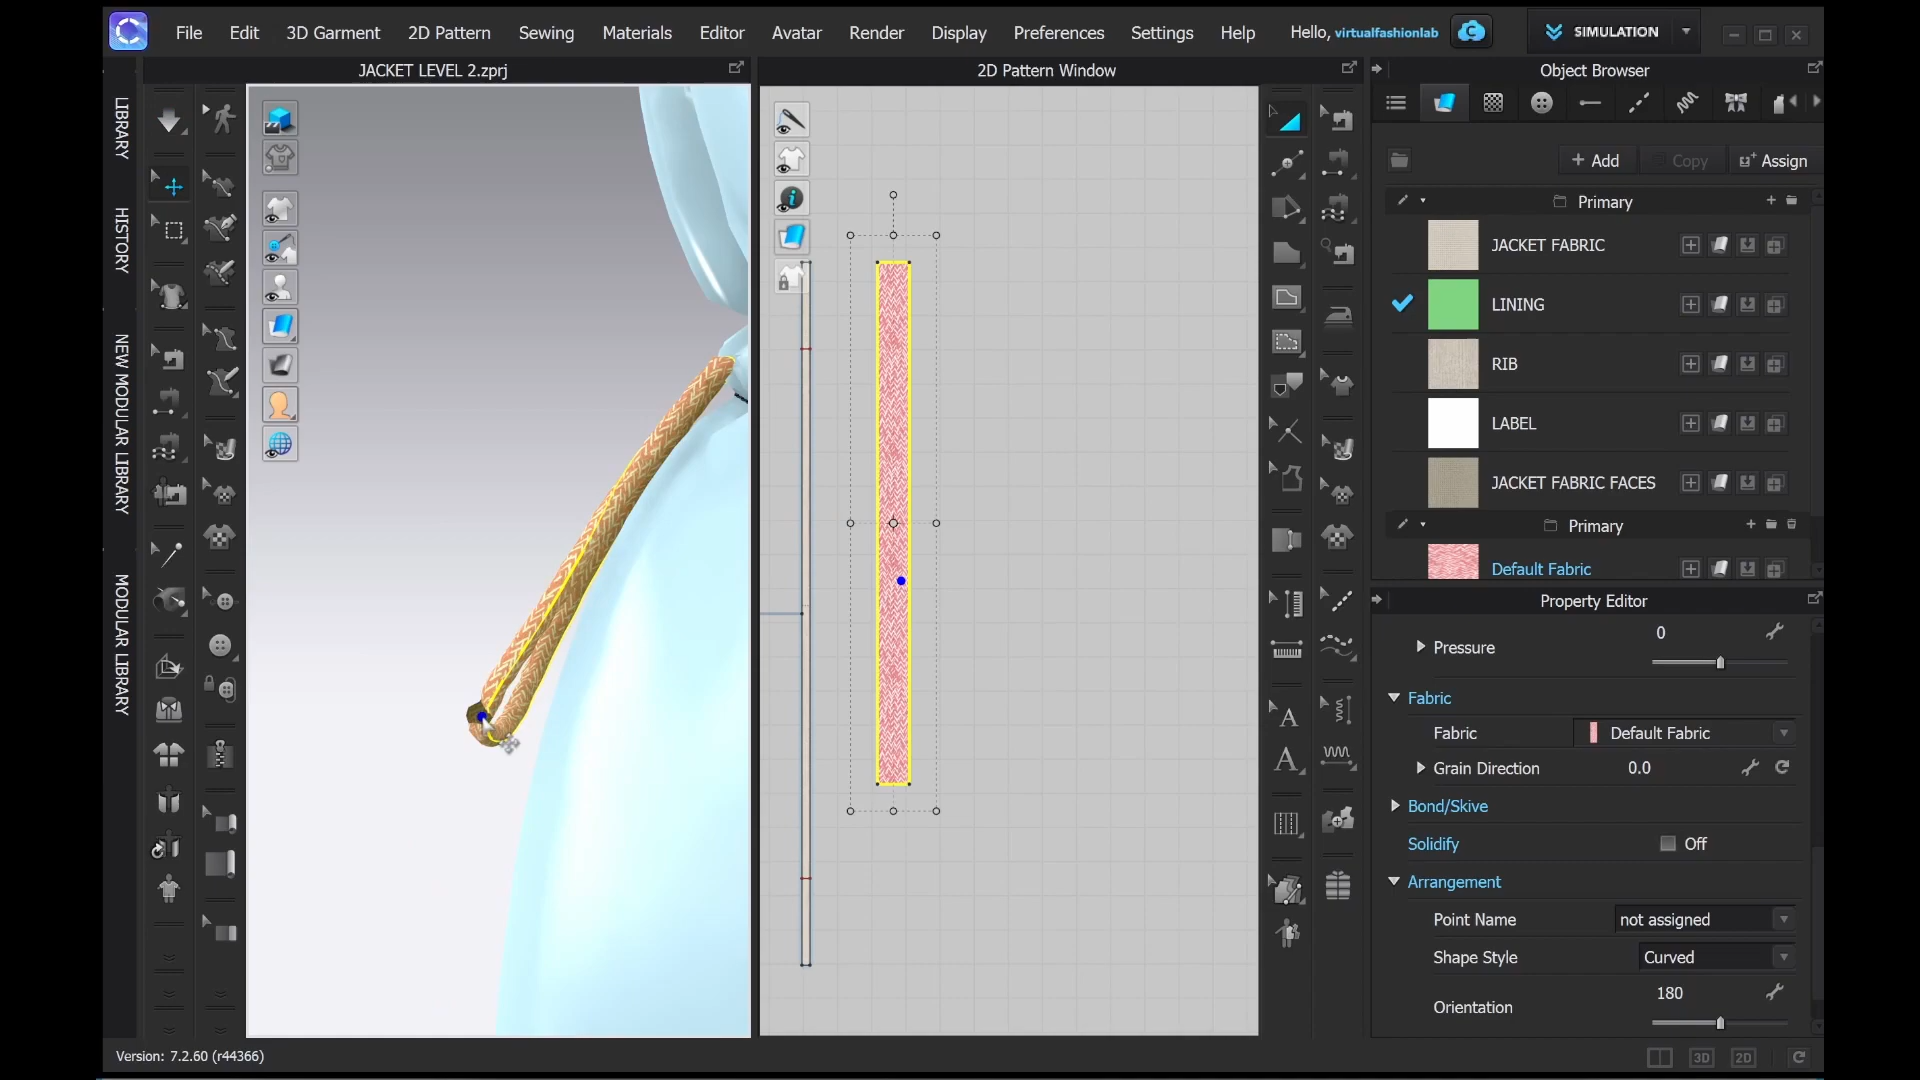 File Edit 3D Garment 2D Pattern Sewing Materials Editor Avatar Render Display Preferences Settings Help Hello, virtualfashionlab SIMULATION
JACKET LEVEL 2.zprj
2D Pattern Window
Object Browser
LIBRARY
HISTORY
NEW MODULAR LIBRARY
MODULAR LIBRARY
+ Add Copy Assign
Primary
JACKET FABRIC
LINING
RIB
LABEL
JACKET FABRIC FACES
Primary
Default Fabric
Property Editor
Pressure 0
Fabric
Fabric Default Fabric
Grain Direction 0.0
Bond/Skive
Solidify Off
Arrangement
Point Name not assigned
Shape Style Curved
Orientation 180
Version: 7.2.60 (r44366)
3D 2D